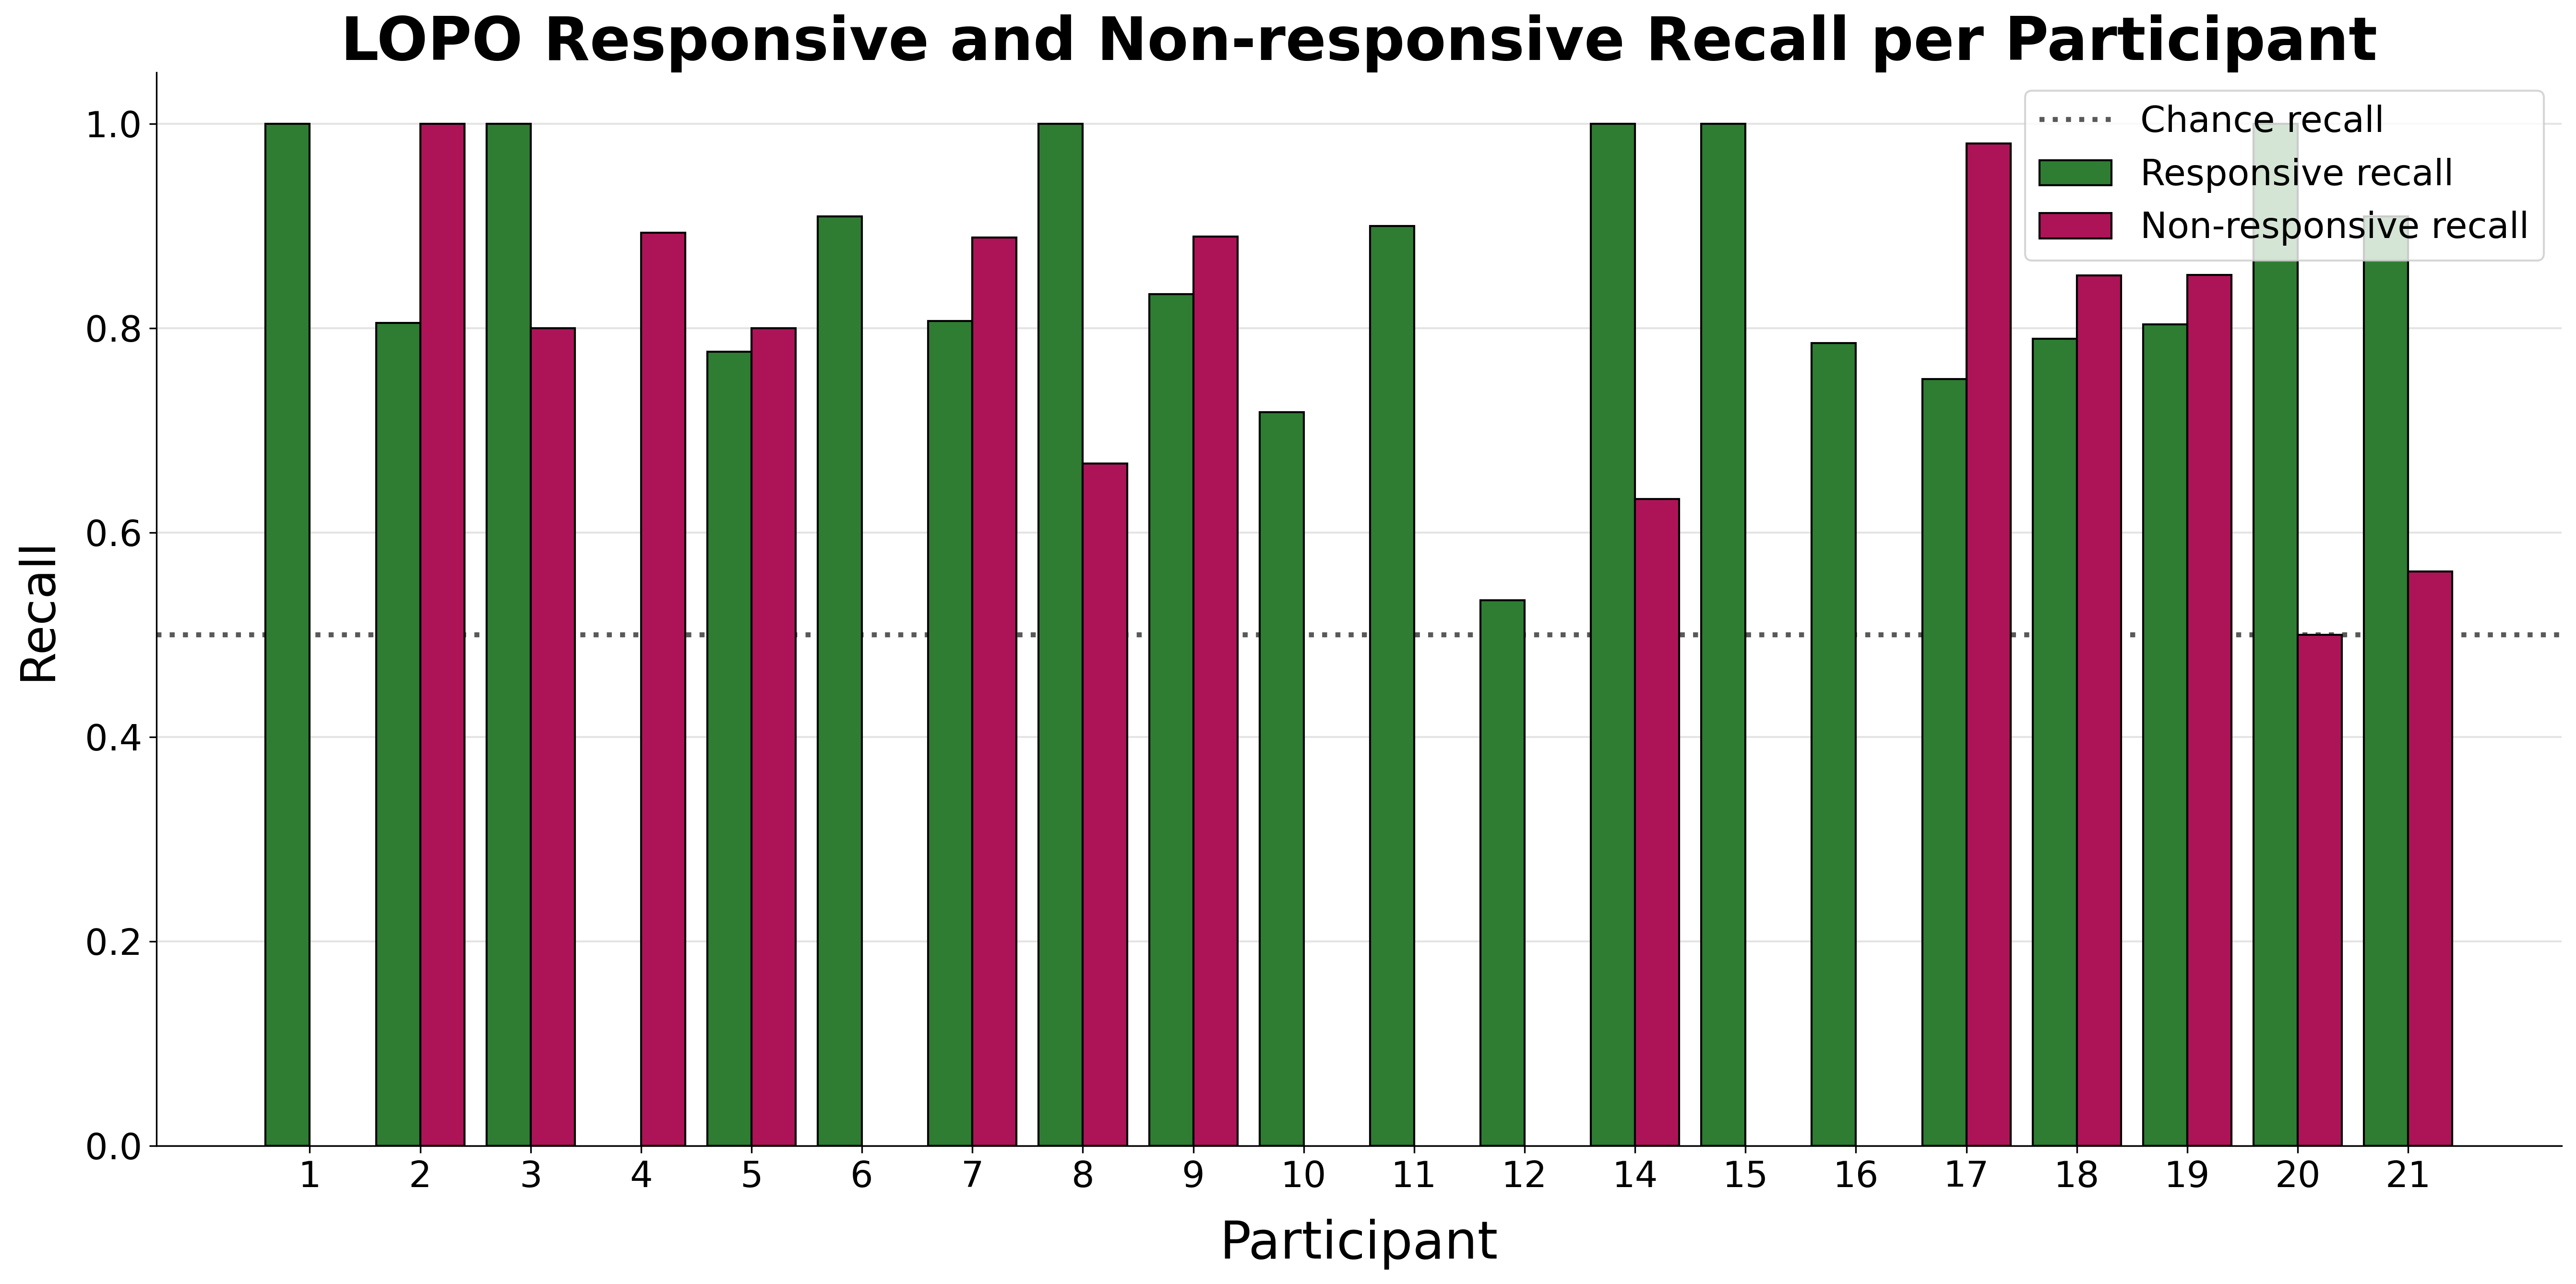 LOPO Responsive and Non-responsive Recall per Participant
1.0
0.8
0.6
0.4
0.2
0.0
Recall
Chance recall
Responsive recall
Non-responsive recall
1 2 3 4 5 6 7 8 9 10 11 12 14 15 16 17 18 19 20 21
Participant